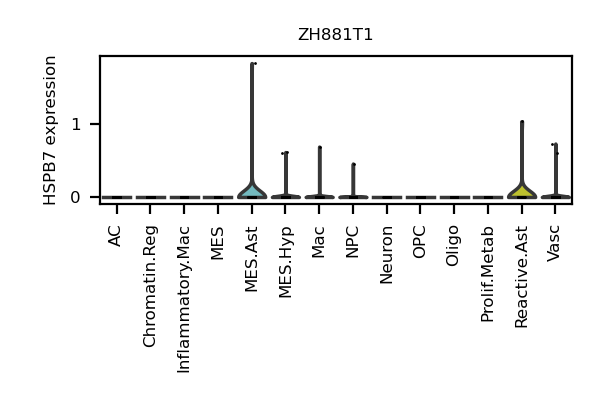 ZH881T1
HSPB7 expression
1
0
AC
Chromatin.Reg
Inflammatory.Mac
MES
MES.Ast
MES.Hyp
Mac
NPC
Neuron
OPC
Oligo
Prolif.Metab
Reactive.Ast
Vasc